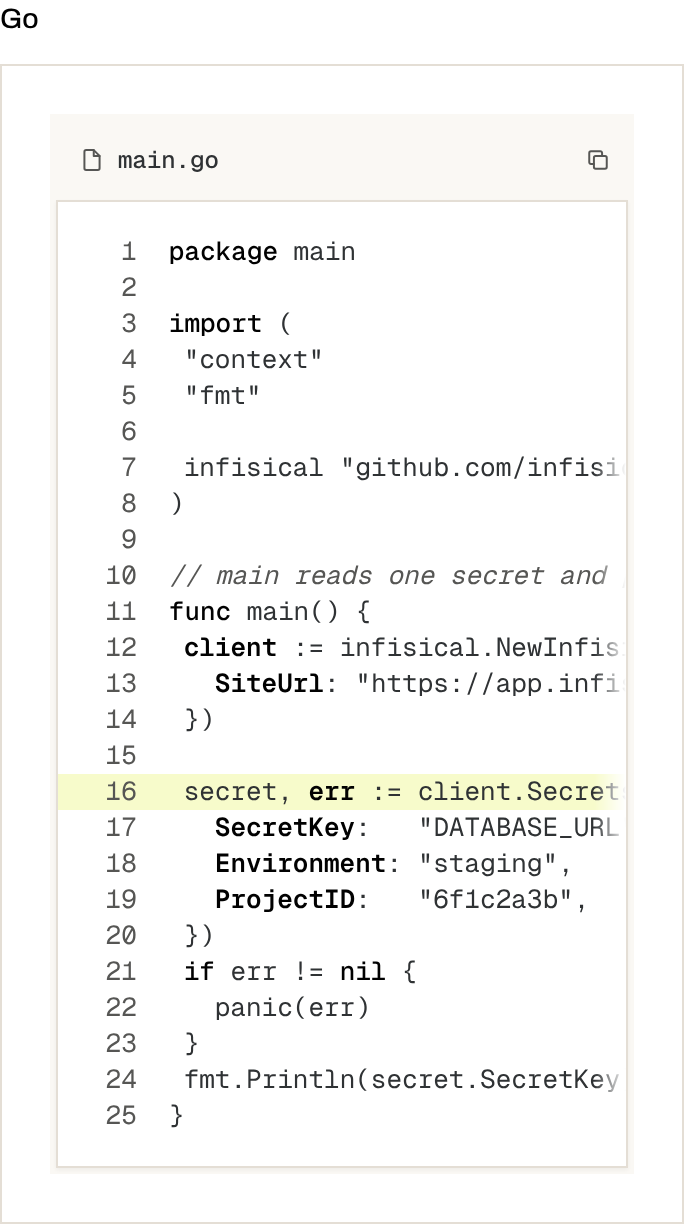 Go
main.go
1 package main
2
3 import (
4 "context"
5 "fmt"
6
7 infisical "github.com/infisi
8 )
9
10 // main reads one secret and
11 func main() {
12 client := infisical.NewInfis
13 SiteUrl: "https://app.infi
14 })
15
16 secret, err := client.Secret
17 SecretKey: "DATABASE_URL
18 Environment: "staging",
19 ProjectID: "6f1c2a3b",
20 })
21 if err != nil {
22 panic(err)
23 }
24 fmt.Println(secret.SecretKey
25 }